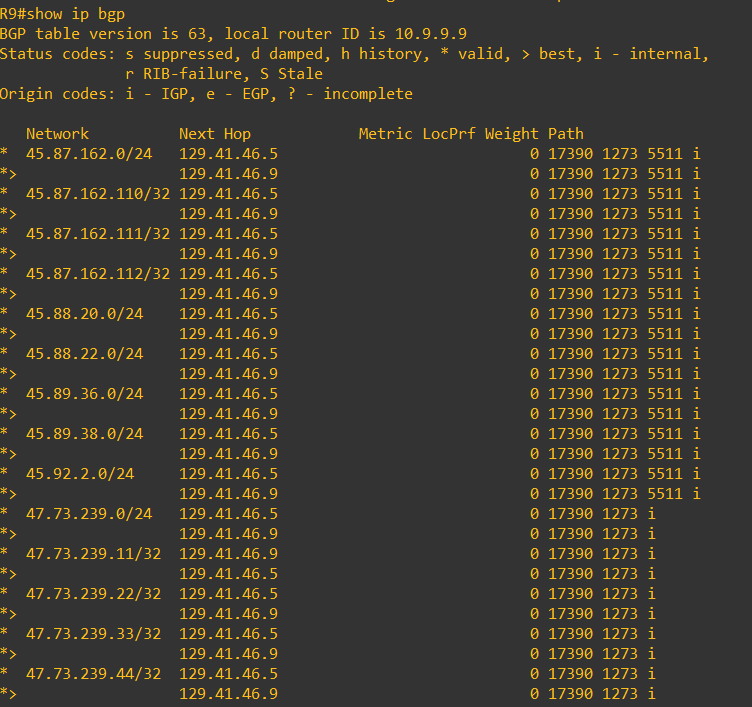 R9#show ip bgp
BGP table version is 63, local router ID is 10.9.9.9
Status codes: s suppressed, d damped, h history, * valid, > best, i - internal,
              r RIB-failure, S Stale
Origin codes: i - IGP, e - EGP, ? - incomplete

   Network          Next Hop            Metric LocPrf Weight Path
*  45.87.162.0/24   129.41.46.5                            0 17390 1273 5511 i
*>                  129.41.46.9                            0 17390 1273 5511 i
*  45.87.162.110/32 129.41.46.5                            0 17390 1273 5511 i
*>                  129.41.46.9                            0 17390 1273 5511 i
*  45.87.162.111/32 129.41.46.5                            0 17390 1273 5511 i
*>                  129.41.46.9                            0 17390 1273 5511 i
*  45.87.162.112/32 129.41.46.5                            0 17390 1273 5511 i
*>                  129.41.46.9                            0 17390 1273 5511 i
*  45.88.20.0/24    129.41.46.5                            0 17390 1273 5511 i
*>                  129.41.46.9                            0 17390 1273 5511 i
*  45.88.22.0/24    129.41.46.5                            0 17390 1273 5511 i
*>                  129.41.46.9                            0 17390 1273 5511 i
*  45.89.36.0/24    129.41.46.5                            0 17390 1273 5511 i
*>                  129.41.46.9                            0 17390 1273 5511 i
*  45.89.38.0/24    129.41.46.5                            0 17390 1273 5511 i
*>                  129.41.46.9                            0 17390 1273 5511 i
*  45.92.2.0/24     129.41.46.5                            0 17390 1273 5511 i
*>                  129.41.46.9                            0 17390 1273 5511 i
*  47.73.239.0/24   129.41.46.5                            0 17390 1273 i
*>                  129.41.46.9                            0 17390 1273 i
*  47.73.239.11/32  129.41.46.9                            0 17390 1273 i
*>                  129.41.46.5                            0 17390 1273 i
*  47.73.239.22/32  129.41.46.5                            0 17390 1273 i
*>                  129.41.46.9                            0 17390 1273 i
*  47.73.239.33/32  129.41.46.5                            0 17390 1273 i
*>                  129.41.46.9                            0 17390 1273 i
*  47.73.239.44/32  129.41.46.5                            0 17390 1273 i
*>                  129.41.46.9                            0 17390 1273 i